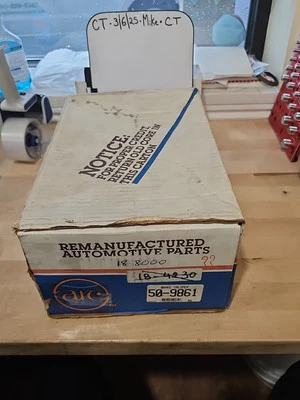 CT · 3/6/25 · Mike · CT
NOTICE:
FOR PROPER CREDIT,
RETURN OLD CORE IN
THIS CARTON
REMANUFACTURED
AUTOMOTIVE PARTS
18-8000
??
18-4230
50-9861